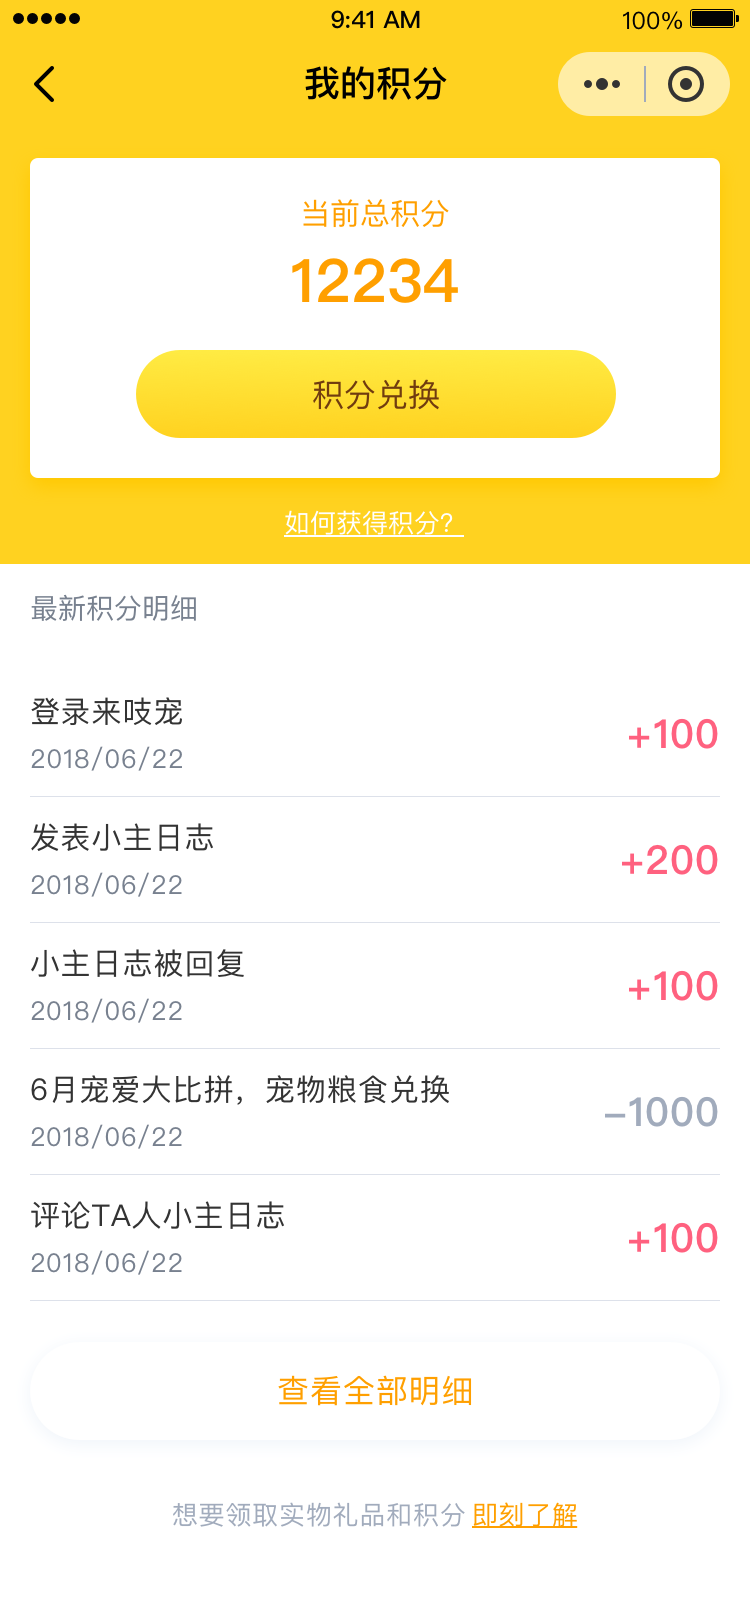 9:41 AM 100%
我的积分
当前总积分
12234
积分兑换
如何获得积分?
最新积分明细
登录来吱宠
2018/06/22
+100
发表小主日志
2018/06/22
+200
小主日志被回复
2018/06/22
+100
6月宠爱大比拼，宠物粮食兑换
2018/06/22
–1000
评论TA人小主日志
2018/06/22
+100
查看全部明细
想要领取实物礼品和积分 即刻了解